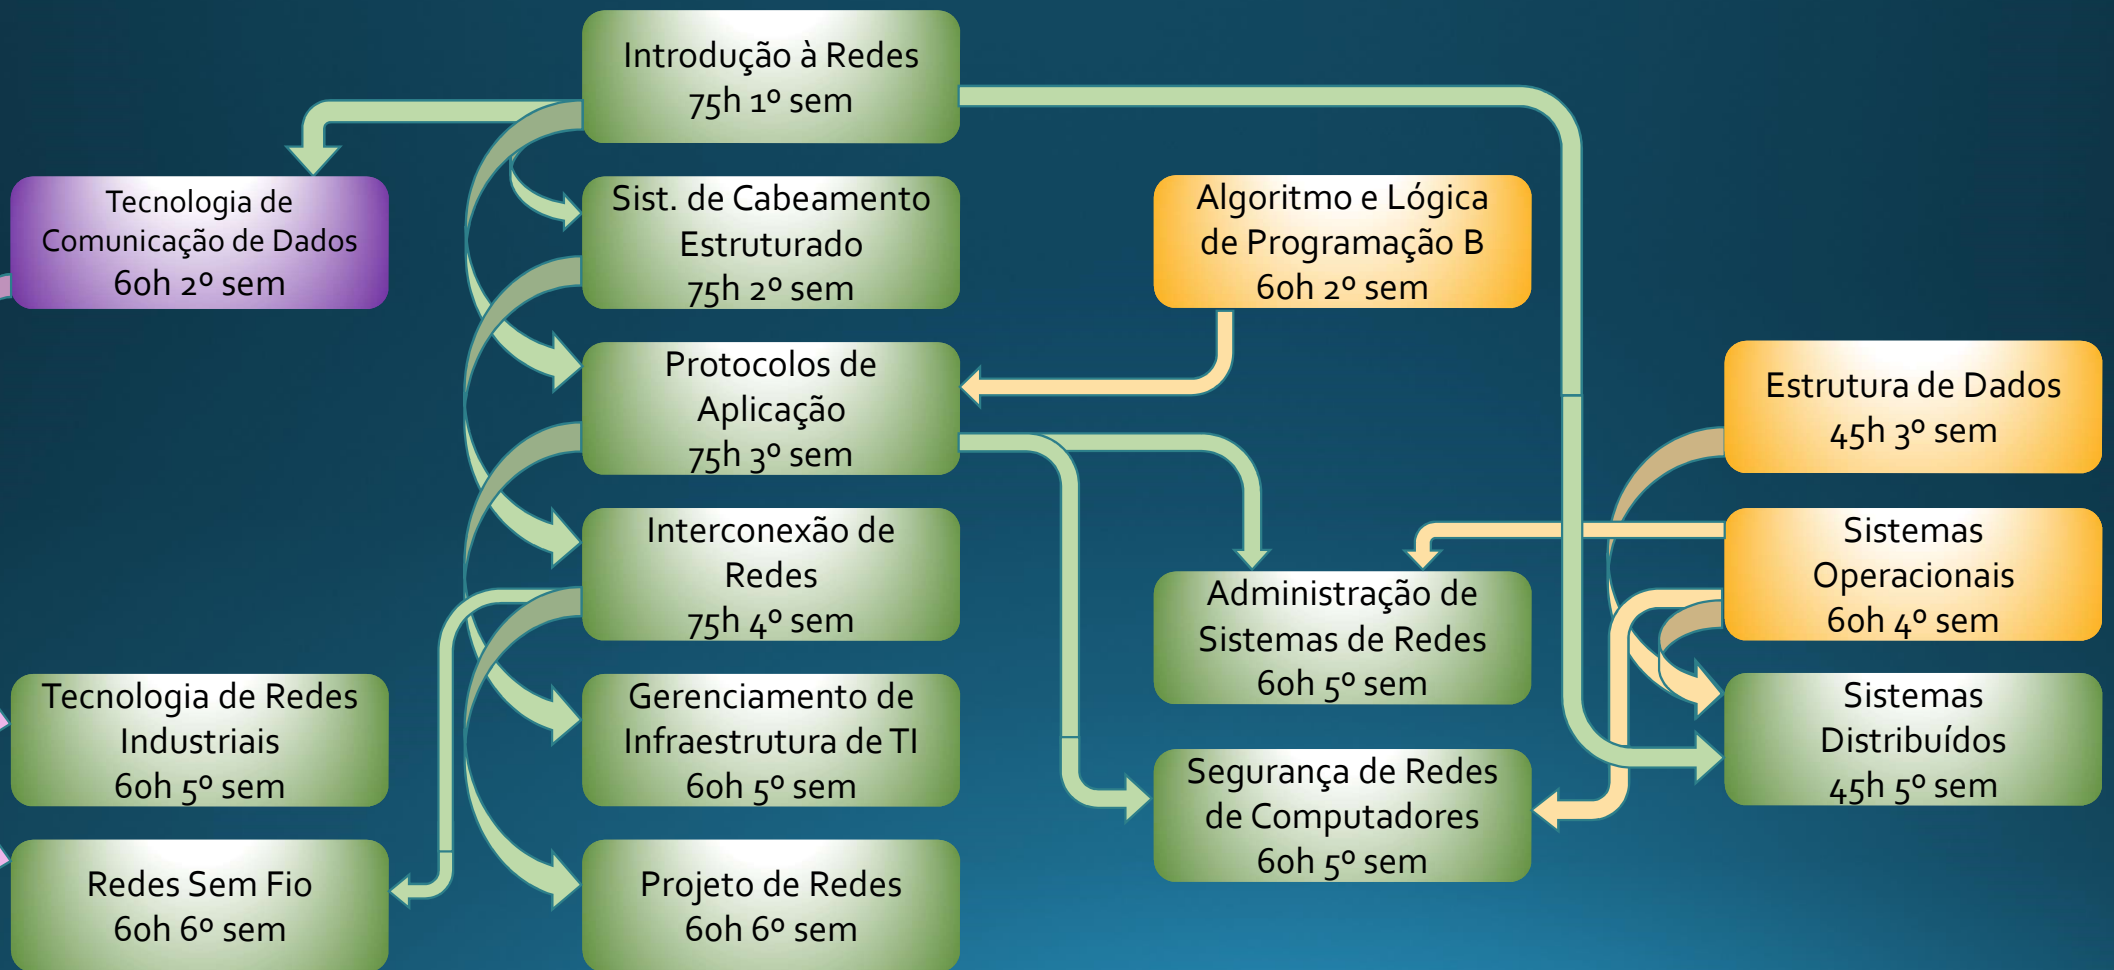 Introdução à Redes
75h 1º sem
Tecnologia de
Comunicação de Dados
60h 2º sem
Sist. de Cabeamento
Estruturado
75h 2º sem
Algoritmo e Lógica
de Programação B
60h 2º sem
Protocolos de
Aplicação
75h 3º sem
Estrutura de Dados
45h 3º sem
Interconexão de
Redes
75h 4º sem
Sistemas
Operacionais
60h 4º sem
Administração de
Sistemas de Redes
60h 5º sem
Tecnologia de Redes
Industriais
60h 5º sem
Gerenciamento de
Infraestrutura de TI
60h 5º sem
Sistemas
Distribuídos
45h 5º sem
Segurança de Redes
de Computadores
60h 5º sem
Redes Sem Fio
60h 6º sem
Projeto de Redes
60h 6º sem